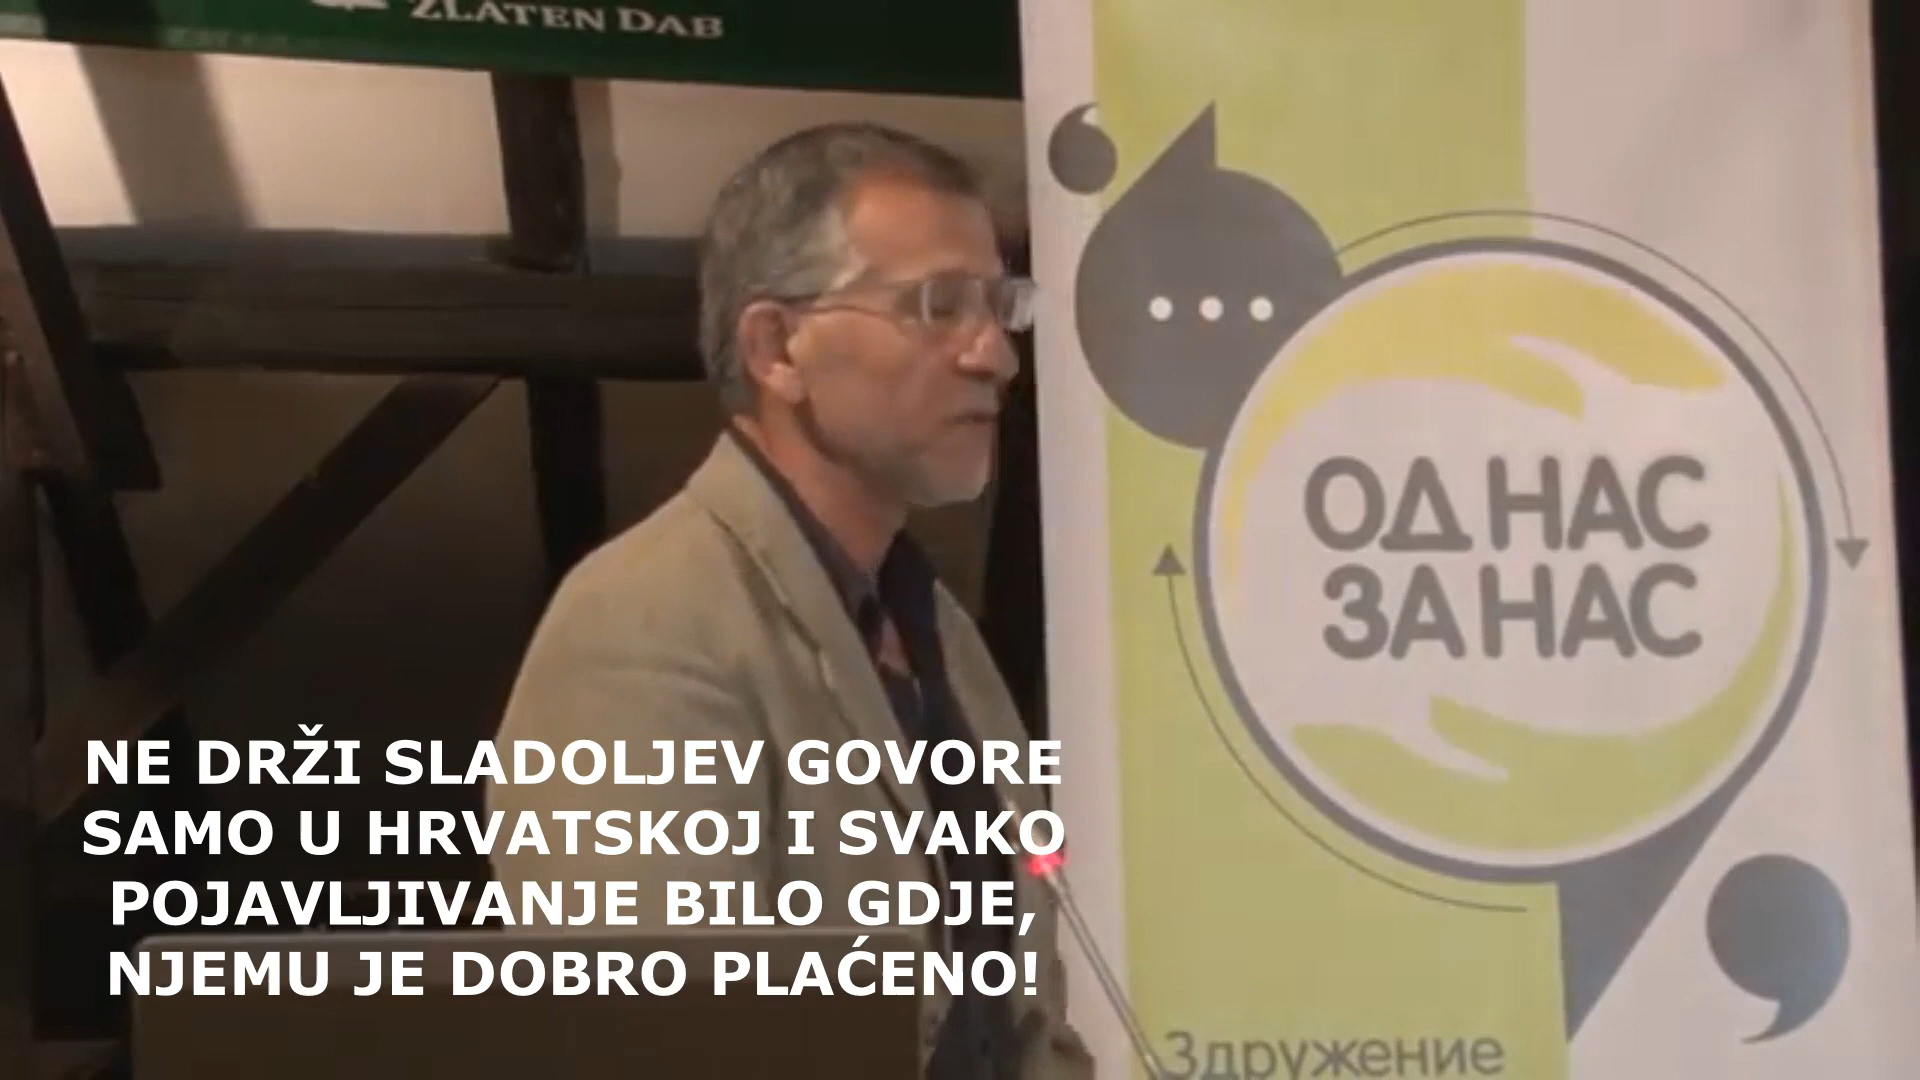 ZLATEN DAB
ОД НАС
ЗА НАС
NE DRŽI SLADOLJEV GOVORE
SAMO U HRVATSKOJ I SVAKO
POJAVLJIVANJE BILO GDJE,
NJEMU JE DOBRO PLAĆENO!
Здружение